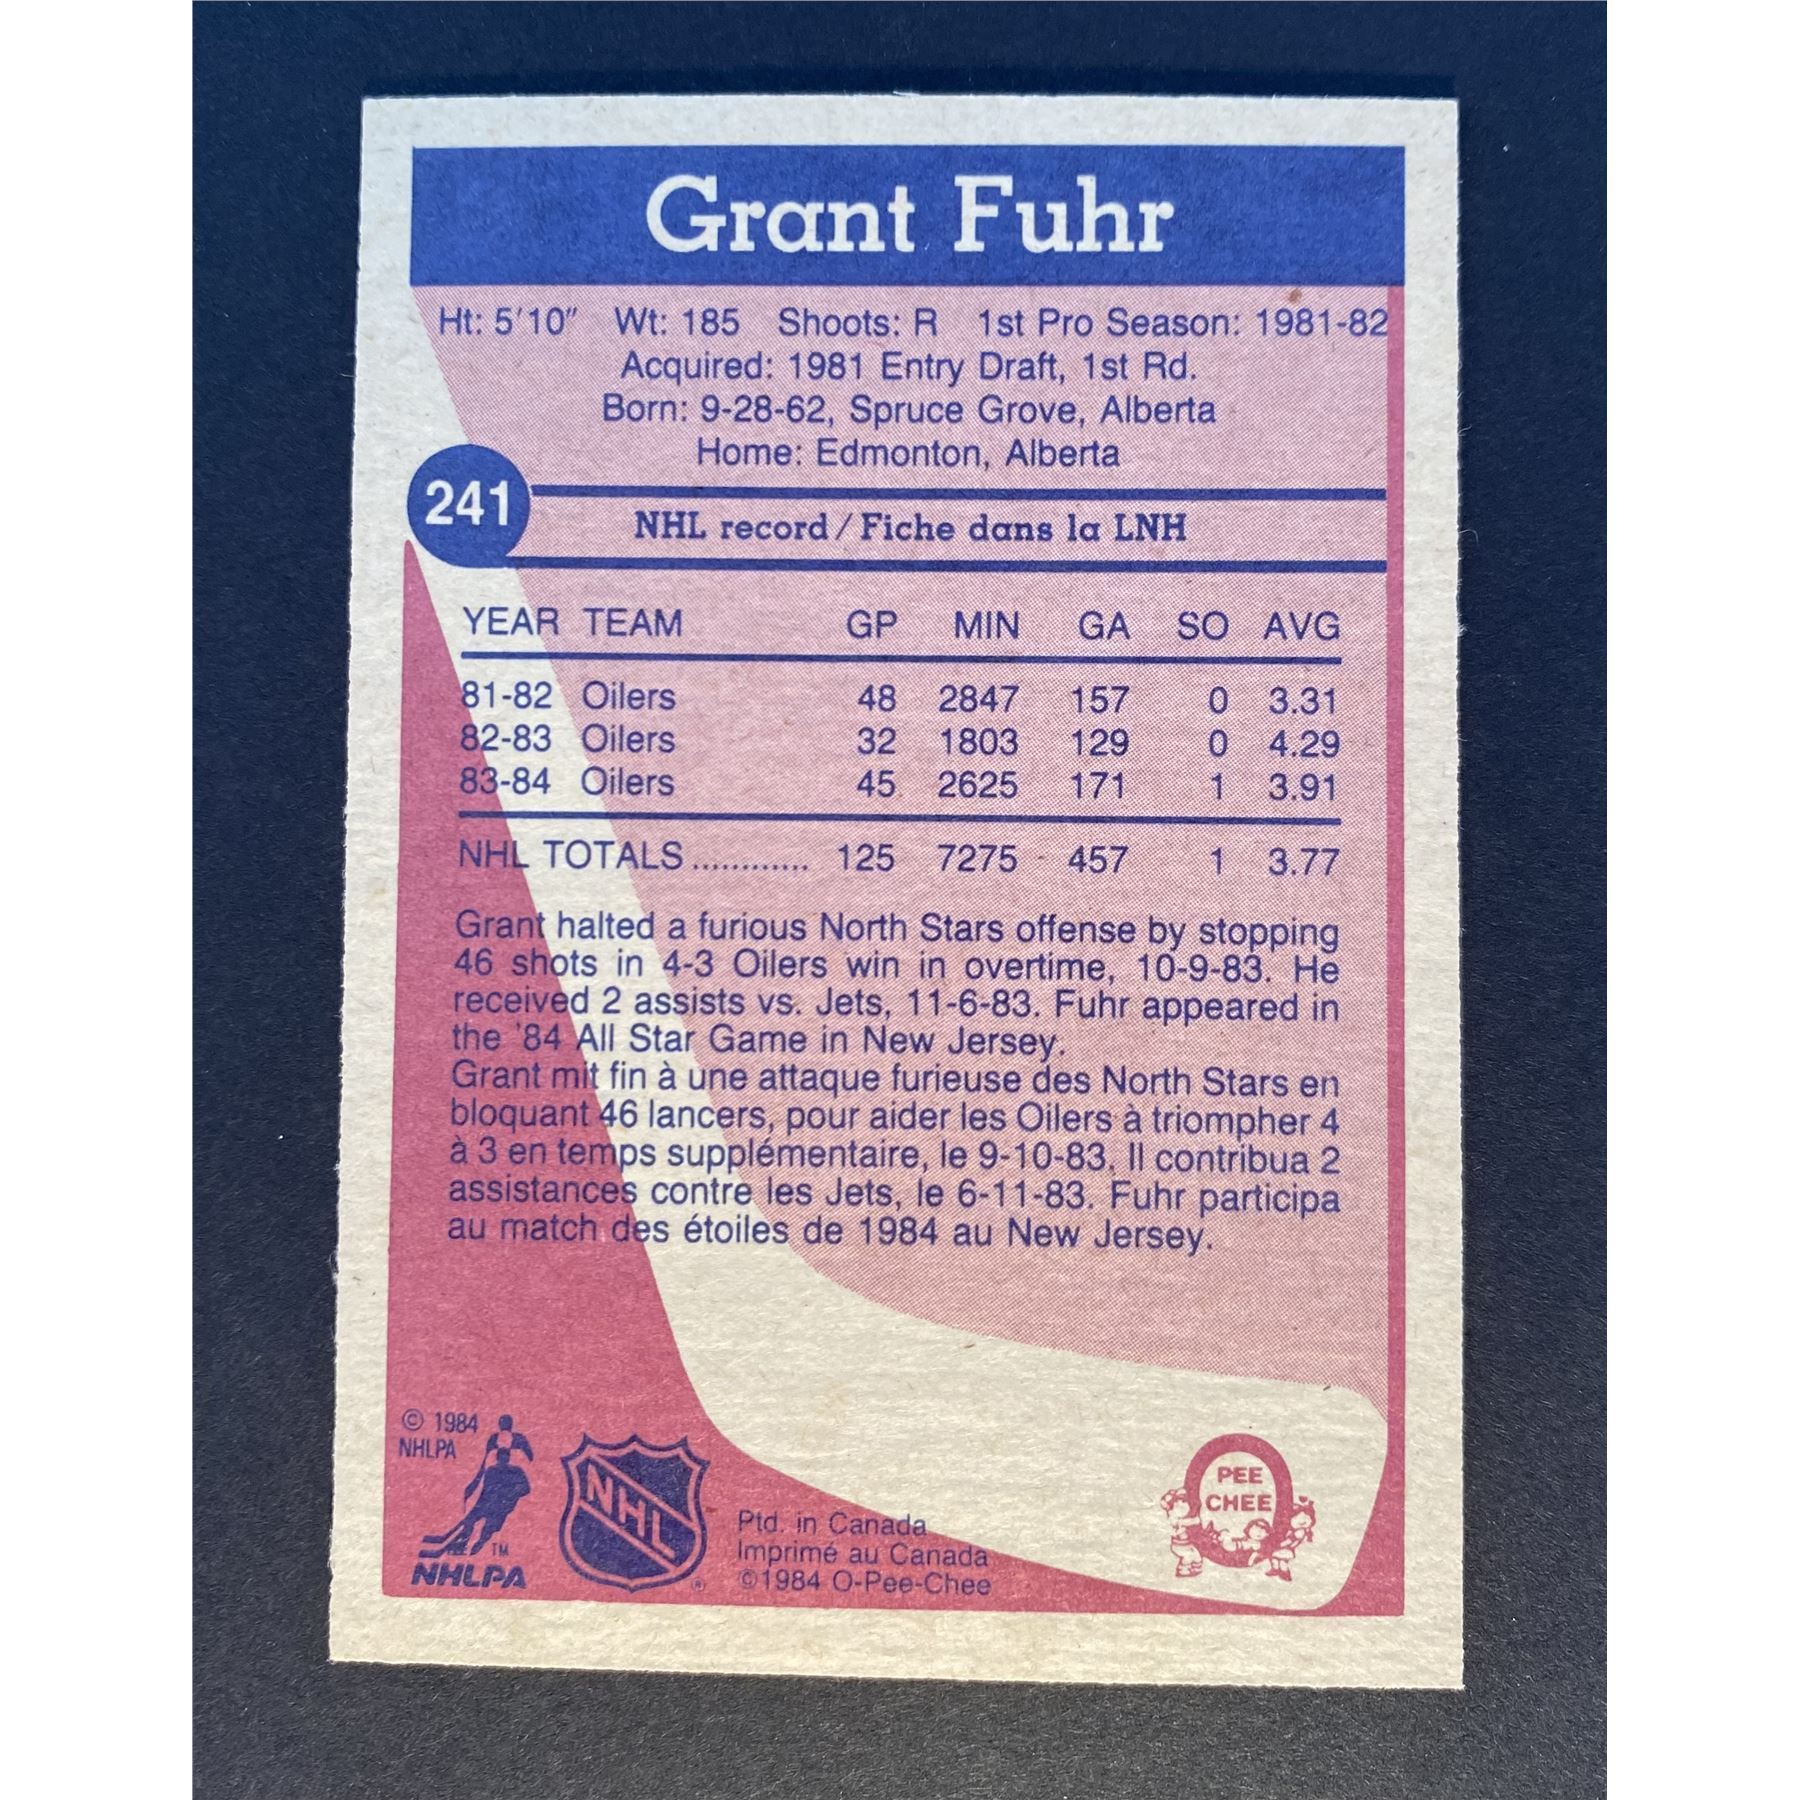 Grant Fuhr
Ht: 5'10" Wt: 185 Shoots: R 1st Pro Season: 1981-82
Acquired: 1981 Entry Draft, 1st Rd.
Born: 9-28-62, Spruce Grove, Alberta
Home: Edmonton, Alberta
241
NHL record / Fiche dans la LNH
YEAR TEAM GP MIN GA SO AVG
81-82 Oilers 48 2847 157 0 3.31
82-83 Oilers 32 1803 129 0 4.29
83-84 Oilers 45 2625 171 1 3.91
NHL TOTALS ............ 125 7275 457 1 3.77
Grant halted a furious North Stars offense by stopping
46 shots in 4-3 Oilers win in overtime, 10-9-83. He
received 2 assists vs. Jets, 11-6-83. Fuhr appeared in
the '84 All Star Game in New Jersey.
Grant mit fin à une attaque furieuse des North Stars en
bloquant 46 lancers, pour aider les Oilers à triompher 4
à 3 en temps supplémentaire, le 9-10-83. Il contribua 2
assistances contre les Jets, le 6-11-83. Fuhr participa
au match des étoiles de 1984 au New Jersey.
© 1984
NHLPA
TM
NHLPA
NHL
®
Ptd. in Canada
Imprimé au Canada
©1984 O-Pee-Chee
PEE
CHEE